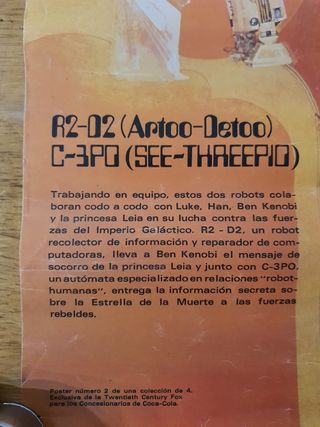 R2-D2 (Artoo-Detoo)
C-3PO (SEE-THREEPIO)
Trabajando en equipo, estos dos robots cola-
boran codo a codo con Luke, Han, Ben Kenobi
y la princesa Leia en su lucha contra las fuer-
zas del Imperio Galáctico. R2 - D2, un robot
recolector de información y reparador de com-
putadoras, lleva a Ben Kenobi el mensaje de
socorro de la princesa Leia y junto con C-3PO,
un autómata especializado en relaciones "robot-
humanas", entrega la información secreta so-
bre la Estrella de la Muerte a las fuerzas
rebeldes.
Poster número 2 de una colección de 4.
Exclusiva de la Twentieth Century Fox
para los Concesionarios de Coca-Cola.